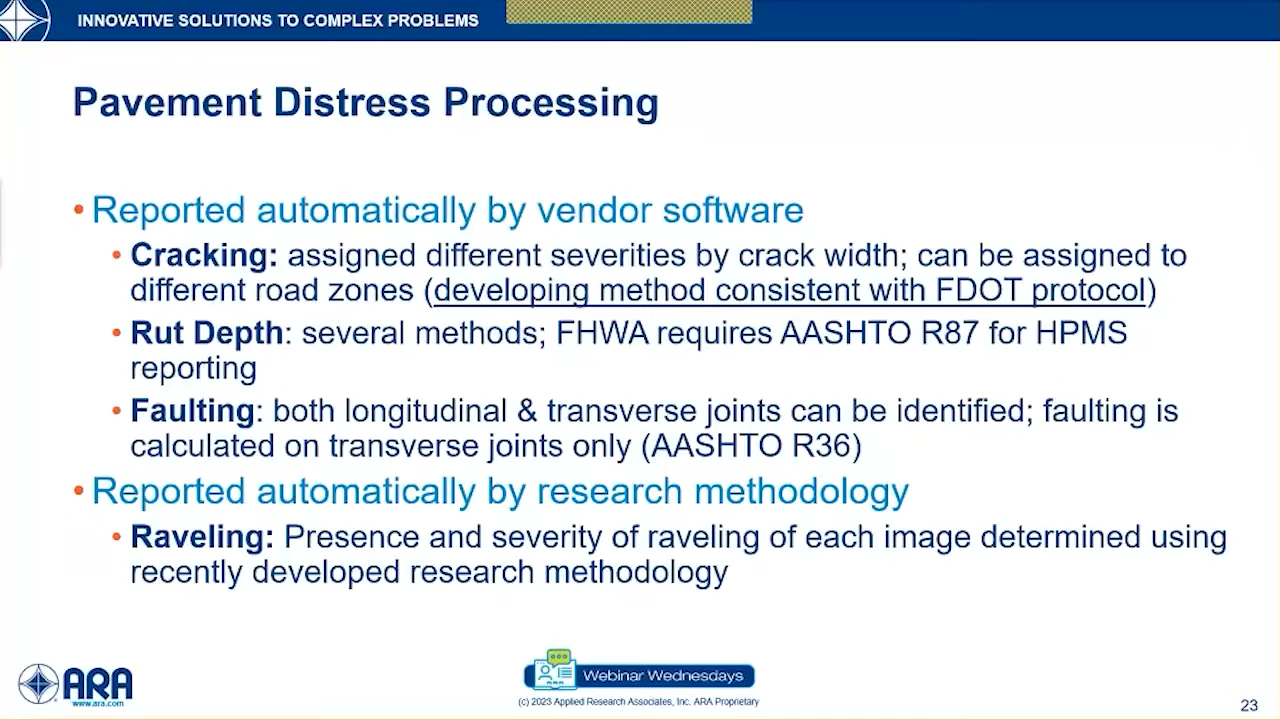 INNOVATIVE SOLUTIONS TO COMPLEX PROBLEMS
Pavement Distress Processing
• Reported automatically by vendor software
• Cracking: assigned different severities by crack width; can be assigned to
different road zones (developing method consistent with FDOT protocol)
• Rut Depth: several methods; FHWA requires AASHTO R87 for HPMS
reporting
• Faulting: both longitudinal & transverse joints can be identified; faulting is
calculated on transverse joints only (AASHTO R36)
• Reported automatically by research methodology
• Raveling: Presence and severity of raveling of each image determined using
recently developed research methodology
ARA
www.ara.com
ARA
Webinar Wednesdays
(c) 2023 Applied Research Associates, Inc. ARA Proprietary
23